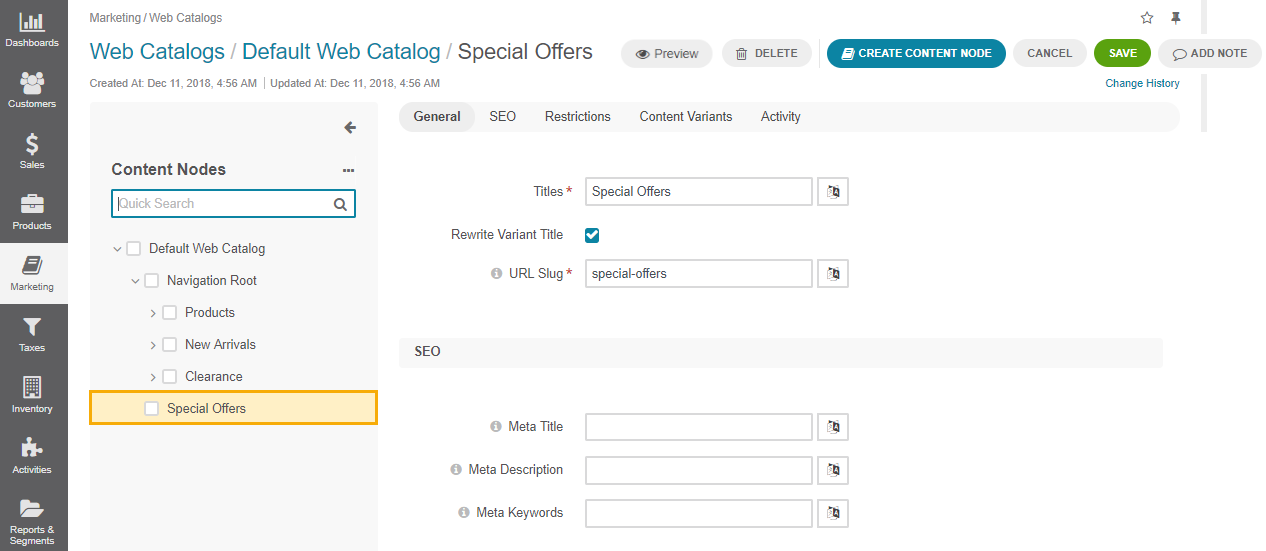 Dashboards
Customers
Sales
Products
Marketing
Taxes
Inventory
Activities
Reports &
Segments
Marketing / Web Catalogs
Web Catalogs / Default Web Catalog / Special Offers
Preview
DELETE
CREATE CONTENT NODE
CANCEL
SAVE
ADD NOTE
Created At: Dec 11, 2018, 4:56 AM | Updated At: Dec 11, 2018, 4:56 AM
Change History
Content Nodes
Quick Search
Default Web Catalog
Navigation Root
Products
New Arrivals
Clearance
Special Offers
General SEO Restrictions Content Variants Activity
Titles * Special Offers
Rewrite Variant Title
URL Slug * special-offers
SEO
Meta Title
Meta Description
Meta Keywords